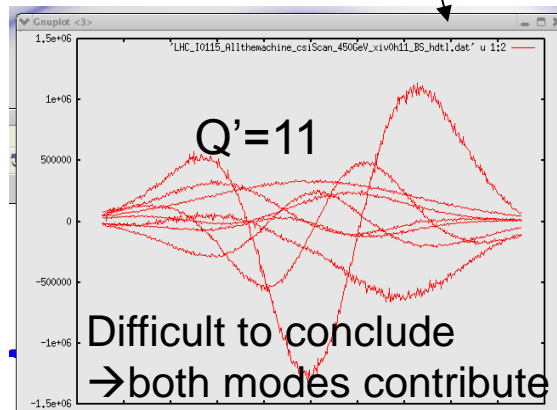 Gnuplot <3>
1.5e+06
'LHC_IO115_Allthemachine_csiScan_450GeV_xiv0h11_BS_hdtl.dat' u 1:2
1e+06
Q'=11
500000
0
-500000
Difficult to conclude
-1e+06
→both modes contribute
-1.5e+06